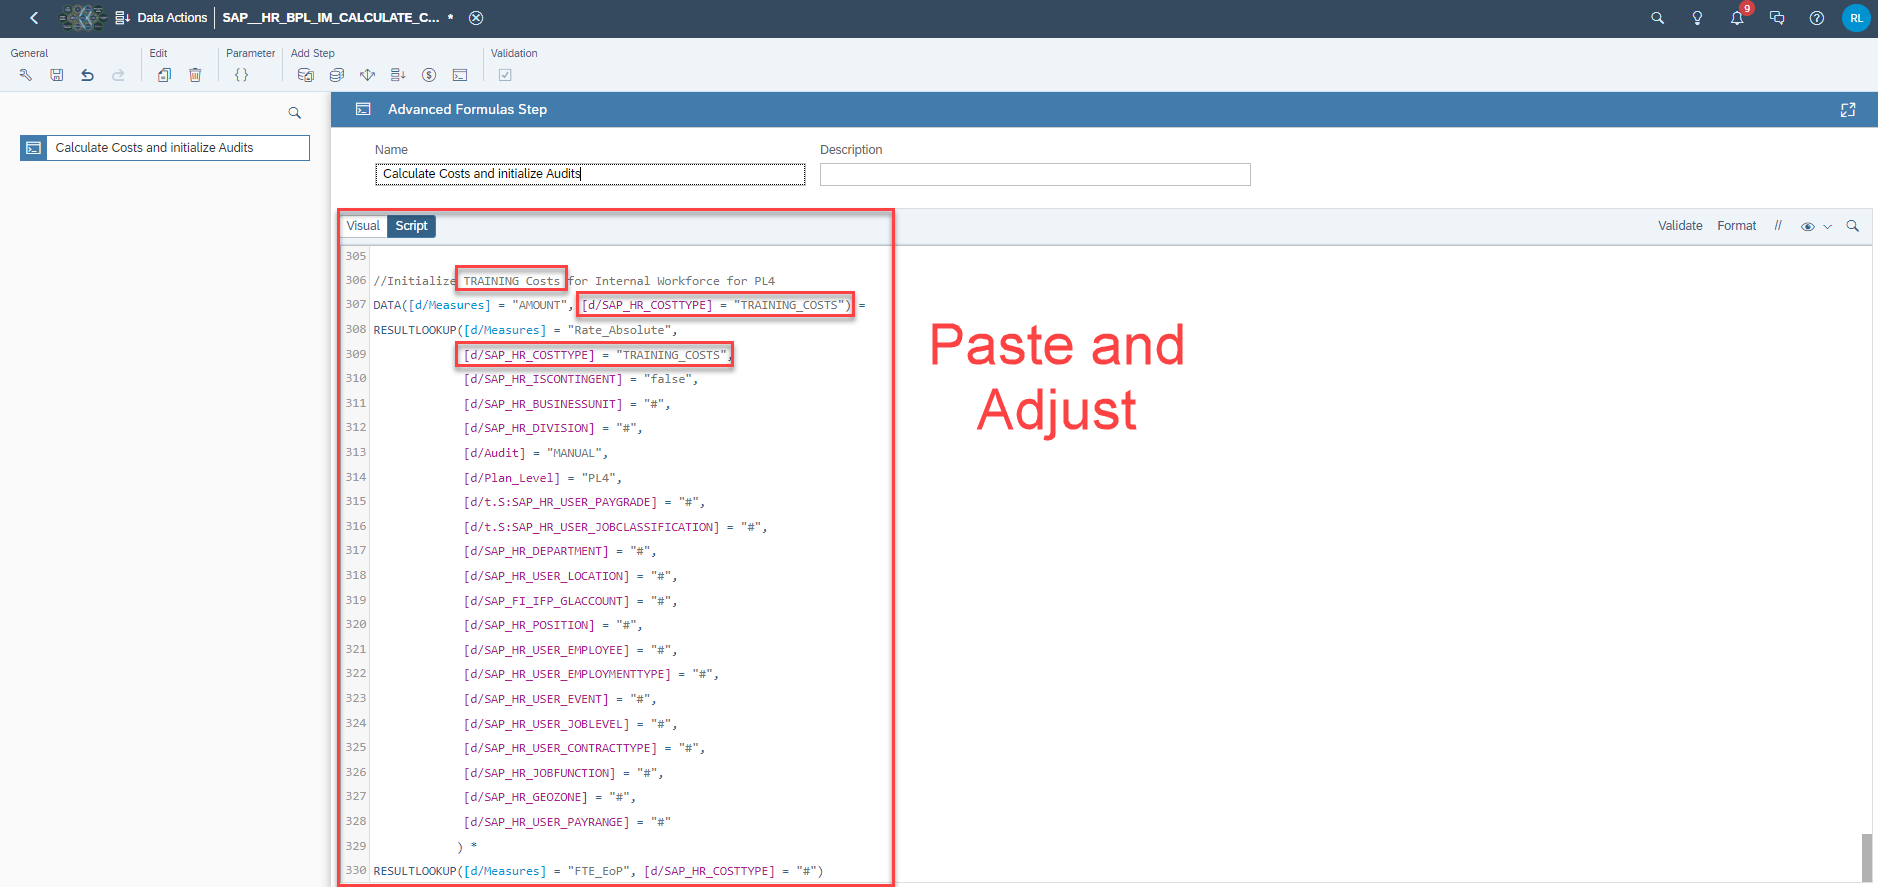 Data Actions SAP__HR_BPL_IM_CALCULATE_C... *
9
RL
General Edit Parameter Add Step Validation
Advanced Formulas Step
Calculate Costs and initialize Audits
Name Description
Calculate Costs and initialize Audits
Visual Script Validate Format //
305
306 //Initialize TRAINING Costs for Internal Workforce for PL4
307 DATA([d/Measures] = "AMOUNT", [d/SAP_HR_COSTTYPE] = "TRAINING_COSTS") =
308 RESULTLOOKUP([d/Measures] = "Rate_Absolute",
309 [d/SAP_HR_COSTTYPE] = "TRAINING_COSTS",
310 [d/SAP_HR_ISCONTINGENT] = "false",
311 [d/SAP_HR_BUSINESSUNIT] = "#",
312 [d/SAP_HR_DIVISION] = "#",
313 [d/Audit] = "MANUAL",
314 [d/Plan_Level] = "PL4",
315 [d/t.S:SAP_HR_USER_PAYGRADE] = "#",
316 [d/t.S:SAP_HR_USER_JOBCLASSIFICATION] = "#",
317 [d/SAP_HR_DEPARTMENT] = "#",
318 [d/SAP_HR_USER_LOCATION] = "#",
319 [d/SAP_FI_IFP_GLACCOUNT] = "#",
320 [d/SAP_HR_POSITION] = "#",
321 [d/SAP_HR_USER_EMPLOYEE] = "#",
322 [d/SAP_HR_USER_EMPLOYMENTTYPE] = "#",
323 [d/SAP_HR_USER_EVENT] = "#",
324 [d/SAP_HR_USER_JOBLEVEL] = "#",
325 [d/SAP_HR_USER_CONTRACTTYPE] = "#",
326 [d/SAP_HR_JOBFUNCTION] = "#",
327 [d/SAP_HR_GEOZONE] = "#",
328 [d/SAP_HR_USER_PAYRANGE] = "#"
329 ) *
330 RESULTLOOKUP([d/Measures] = "FTE_EoP", [d/SAP_HR_COSTTYPE] = "#")
Paste and
Adjust